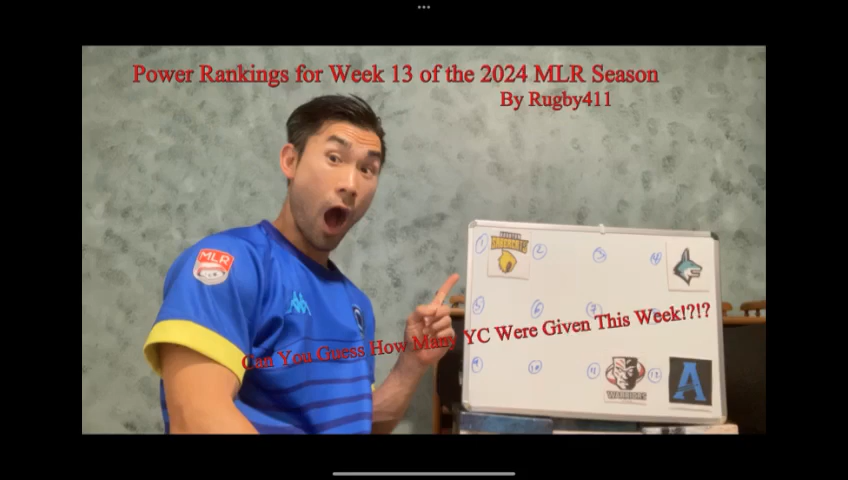 Power Rankings for Week 13 of the 2024 MLR Season
By Rugby411
MLR
Can You Guess How Many YC Were Given This Week!?!?
1
2
3
4
5
6
7
9
10
11
WARRIORS
12
A